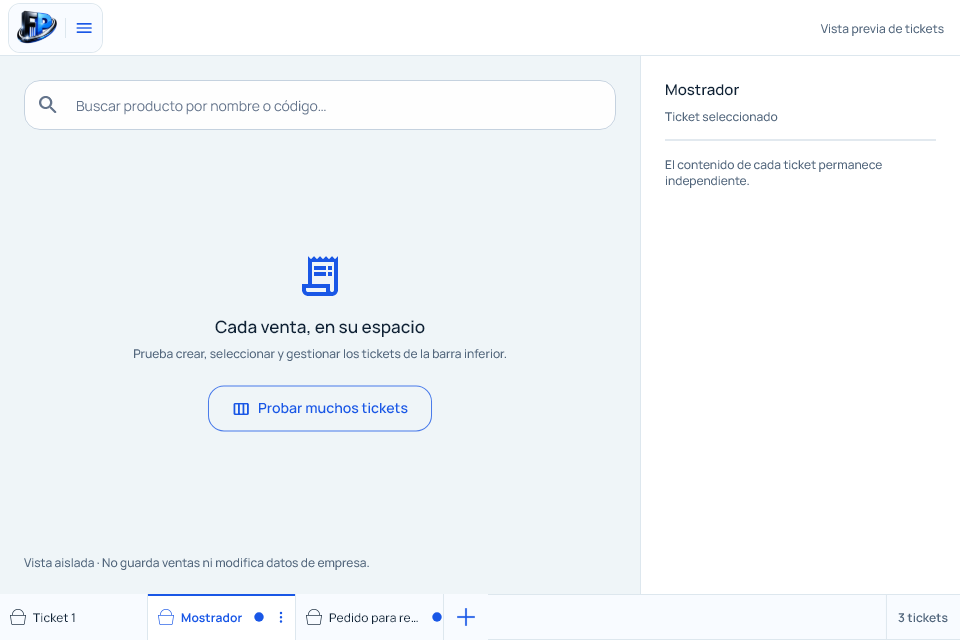 FP
Vista previa de tickets
Buscar producto por nombre o código...
Mostrador
Ticket seleccionado
El contenido de cada ticket permanece
independiente.
Cada venta, en su espacio
Prueba crear, seleccionar y gestionar los tickets de la barra inferior.
Probar muchos tickets
Vista aislada · No guarda ventas ni modifica datos de empresa.
Ticket 1
Mostrador
Pedido para re...
3 tickets